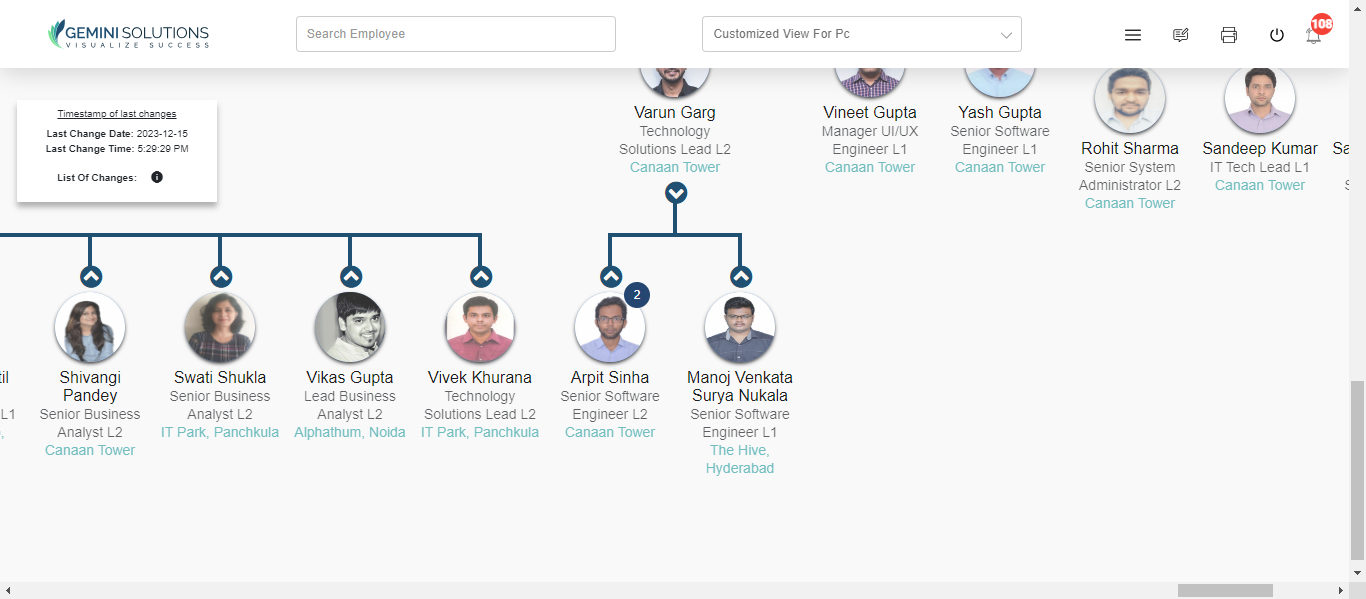 GEMINI SOLUTIONS
VISUALIZE SUCCESS
Search Employee
Customized View For Pc
108
Timestamp of last changes
Last Change Date: 2023-12-15
Last Change Time: 5:29:29 PM
List Of Changes:
Varun Garg
Technology
Solutions Lead L2
Canaan Tower
Vineet Gupta
Manager UI/UX
Engineer L1
Canaan Tower
Yash Gupta
Senior Software
Engineer L1
Canaan Tower
Rohit Sharma
Senior System
Administrator L2
Canaan Tower
Sandeep Kumar
IT Tech Lead L1
Canaan Tower
Sa
S
til
L1
,
Shivangi
Pandey
Senior Business
Analyst L2
Canaan Tower
Swati Shukla
Senior Business
Analyst L2
IT Park, Panchkula
Vikas Gupta
Lead Business
Analyst L2
Alphathum, Noida
Vivek Khurana
Technology
Solutions Lead L2
IT Park, Panchkula
2
Arpit Sinha
Senior Software
Engineer L2
Canaan Tower
Manoj Venkata
Surya Nukala
Senior Software
Engineer L1
The Hive,
Hyderabad